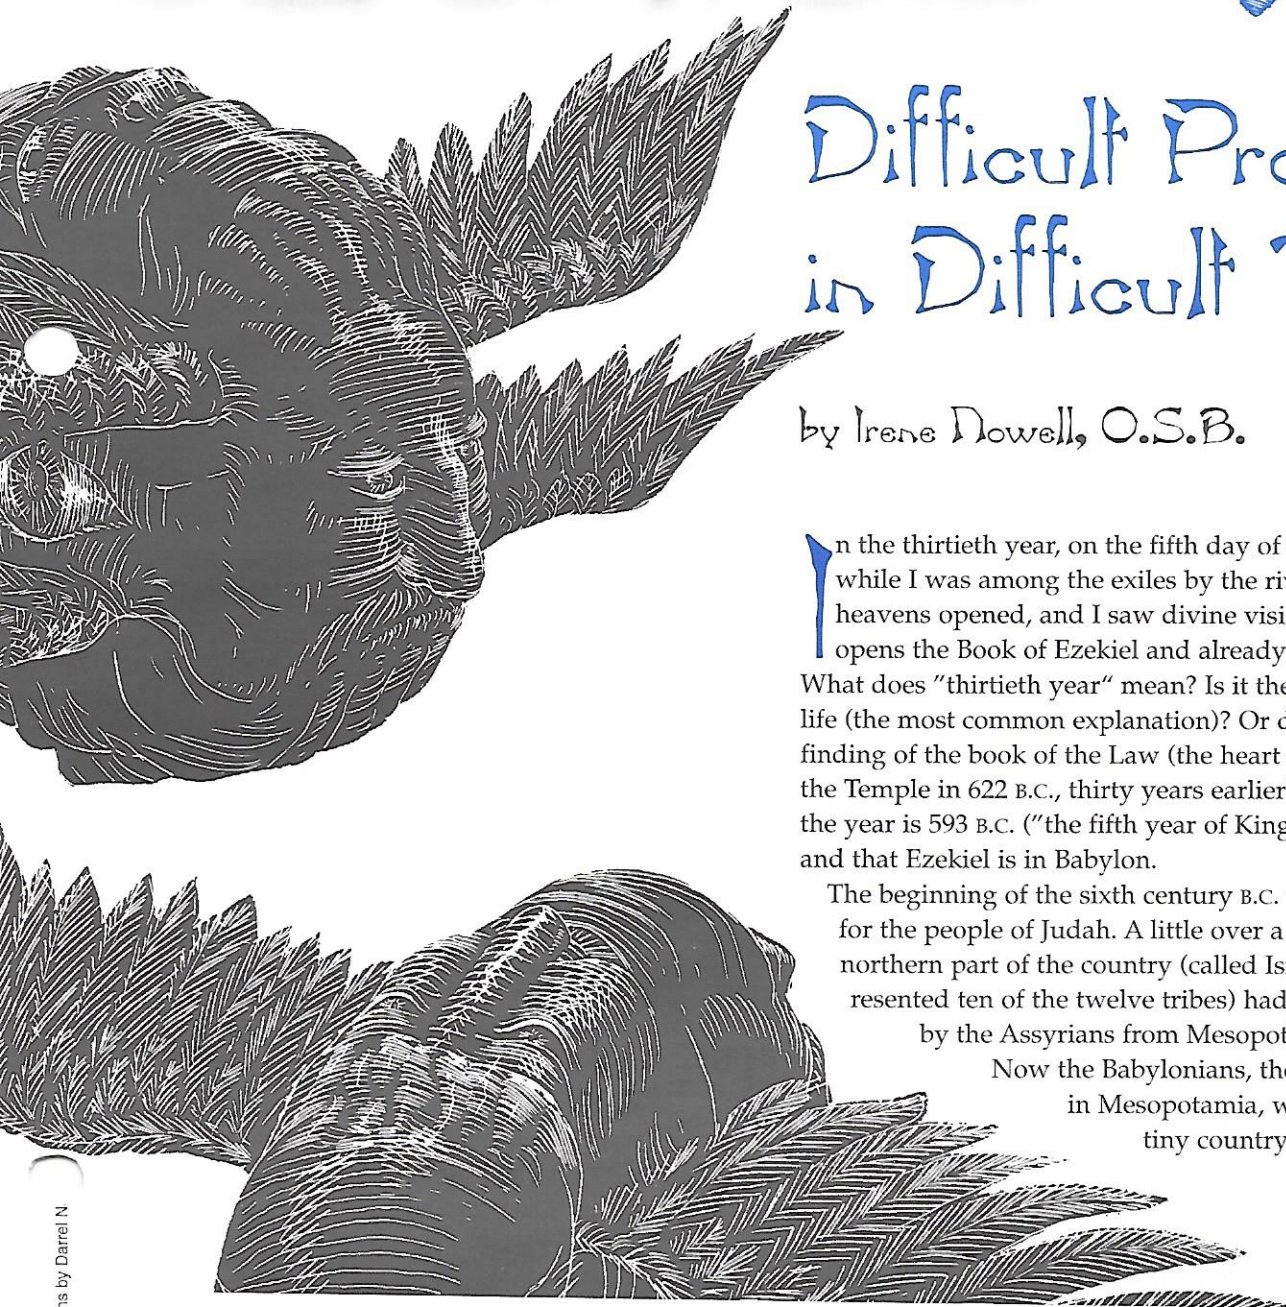 Difficult Pro
in Difficult
by Irene Nowell, O.S.B.
In the thirtieth year, on the fifth day of
while I was among the exiles by the ri
heavens opened, and I saw divine visi
opens the Book of Ezekiel and already
What does "thirtieth year" mean? Is it the
life (the most common explanation)? Or d
finding of the book of the Law (the heart
the Temple in 622 B.C., thirty years earlier
the year is 593 B.C. ("the fifth year of King
and that Ezekiel is in Babylon.
The beginning of the sixth century B.C.
for the people of Judah. A little over a
northern part of the country (called Is
resented ten of the twelve tribes) had
by the Assyrians from Mesopot
Now the Babylonians, the
in Mesopotamia, w
tiny country
ns by Darrel N